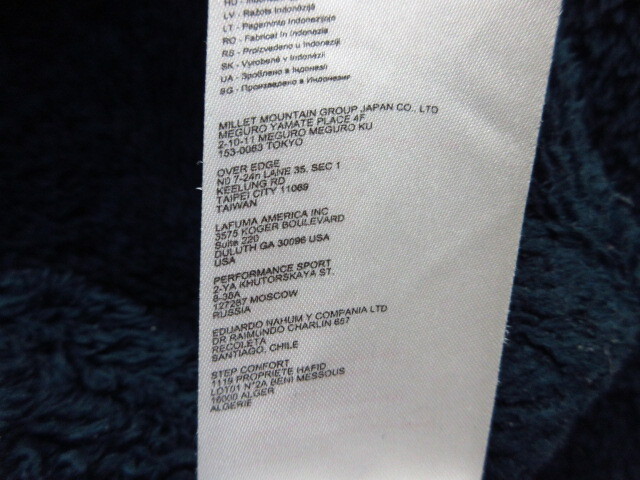 LV - Ražots Indonēzijā
LT - Pagaminta Indonezijoje
RO - Fabricat în Indonezia
RS - Proizvedeno u Indoneziji
SK - Vyrobené v Indonézii
UA - Зроблено в Індонезії
BG - Произведено в Индонезия
MILLET MOUNTAIN GROUP JAPAN CO., LTD
MEGURO YAMATE PLACE 4F
2-10-11 MEGURO MEGURO KU
153-0063 TOKYO
OVER EDGE
N0 7-24n LANE 35. SEC 1
KEELUNG RD
TAIPEI CITY 11069
TAIWAN
LAFUMA AMERICA INC
3575 KOGER BOULEVARD
Suite 220
DULUTH GA 30096 USA
USA
PERFORMANCE SPORT
2-YA KHUTORSKAYA ST.
8-38A
127287 MOSCOW
RUSSIA
EDUARDO NAHUM Y COMPANIA LTD
DR RAIMUNDO CHARLIN 657
RECOLETA
SANTIAGO, CHILE
STEP COMFORT
1119 PROPRIETE HAFID
LOT01 N°2A BENI MESSOUS
16000 ALGER
ALGERIE